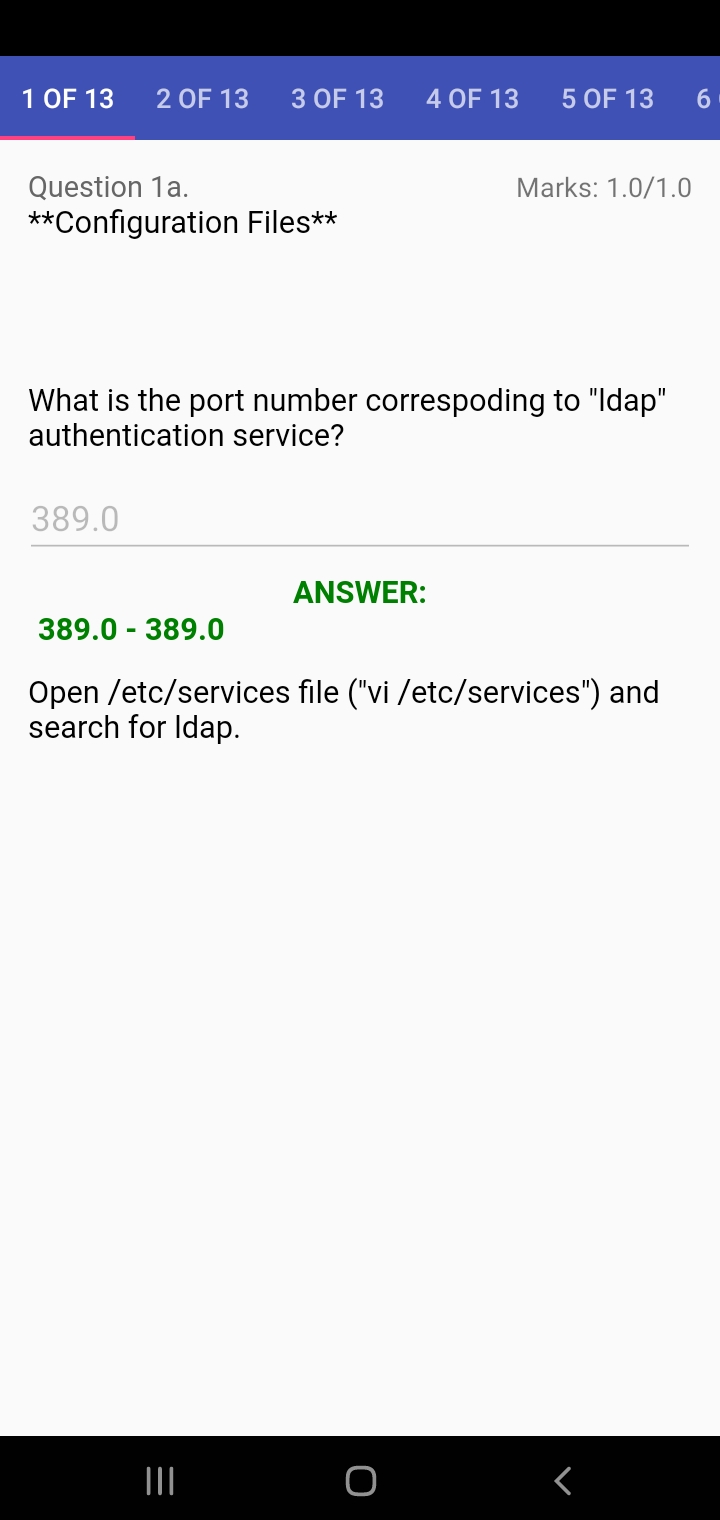 1 OF 13 2 OF 13 3 OF 13 4 OF 13 5 OF 13 6
Question 1a. Marks: 1.0/1.0
**Configuration Files**
What is the port number correspoding to "ldap"
authentication service?
389.0
ANSWER:
389.0 - 389.0
Open /etc/services file ("vi /etc/services") and
search for ldap.